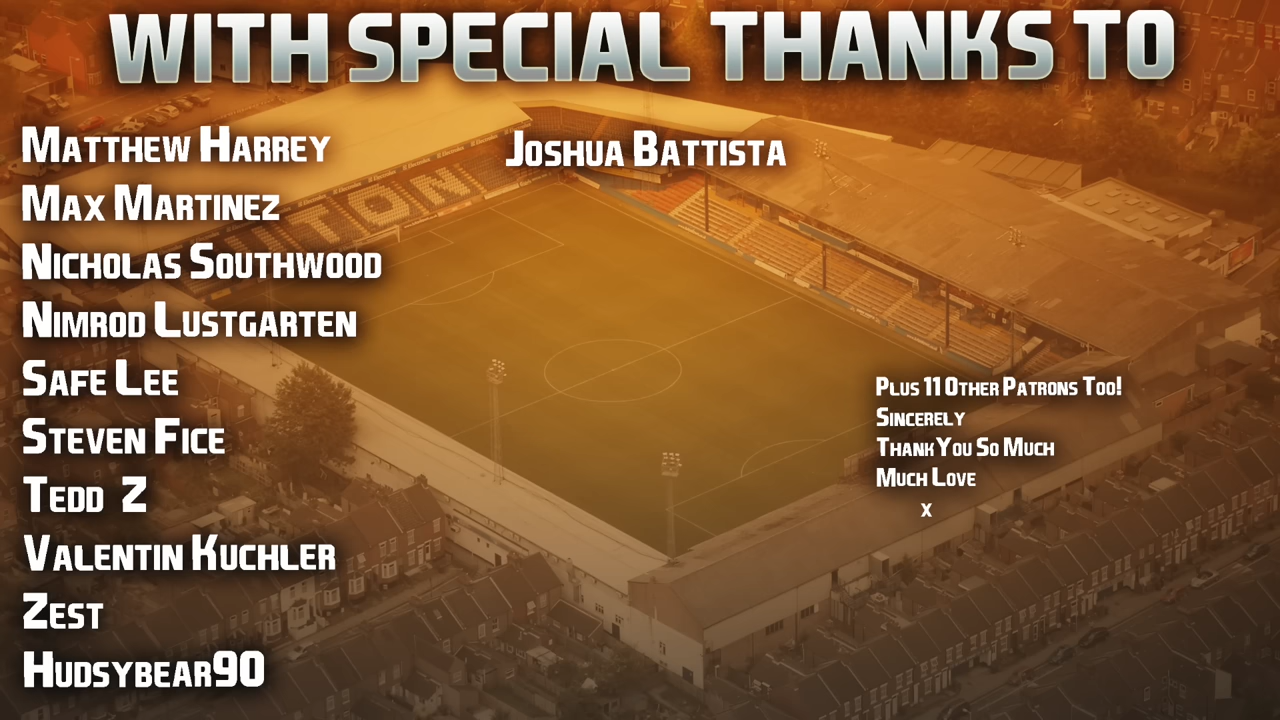 WITH SPECIAL THANKS TO
Matthew Harrey
Max Martinez
Nicholas Southwood
Nimrod Lustgarten
Safe Lee
Steven Fice
Tedd Z
Valentin Kuchler
Zest
Hudsybear90
Joshua Battista
Plus 11 Other Patrons Too!
Sincerely
Thank You So Much
Much Love
x
TON